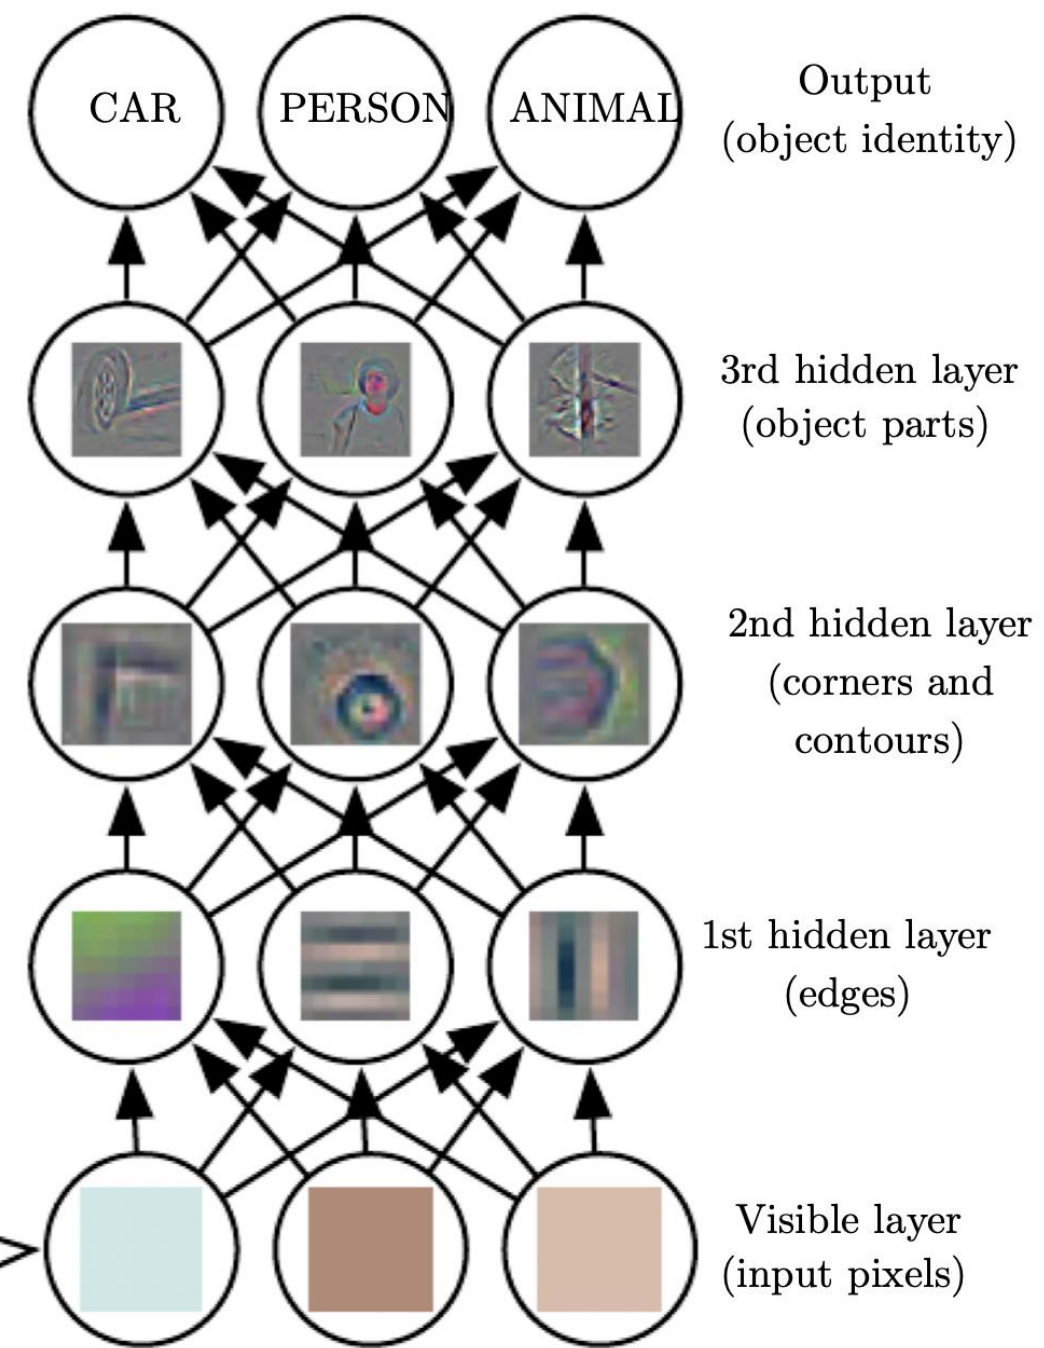 CAR
PERSON
ANIMAL
Output
(object identity)
3rd hidden layer
(object parts)
2nd hidden layer
(corners and
contours)
1st hidden layer
(edges)
Visible layer
(input pixels)